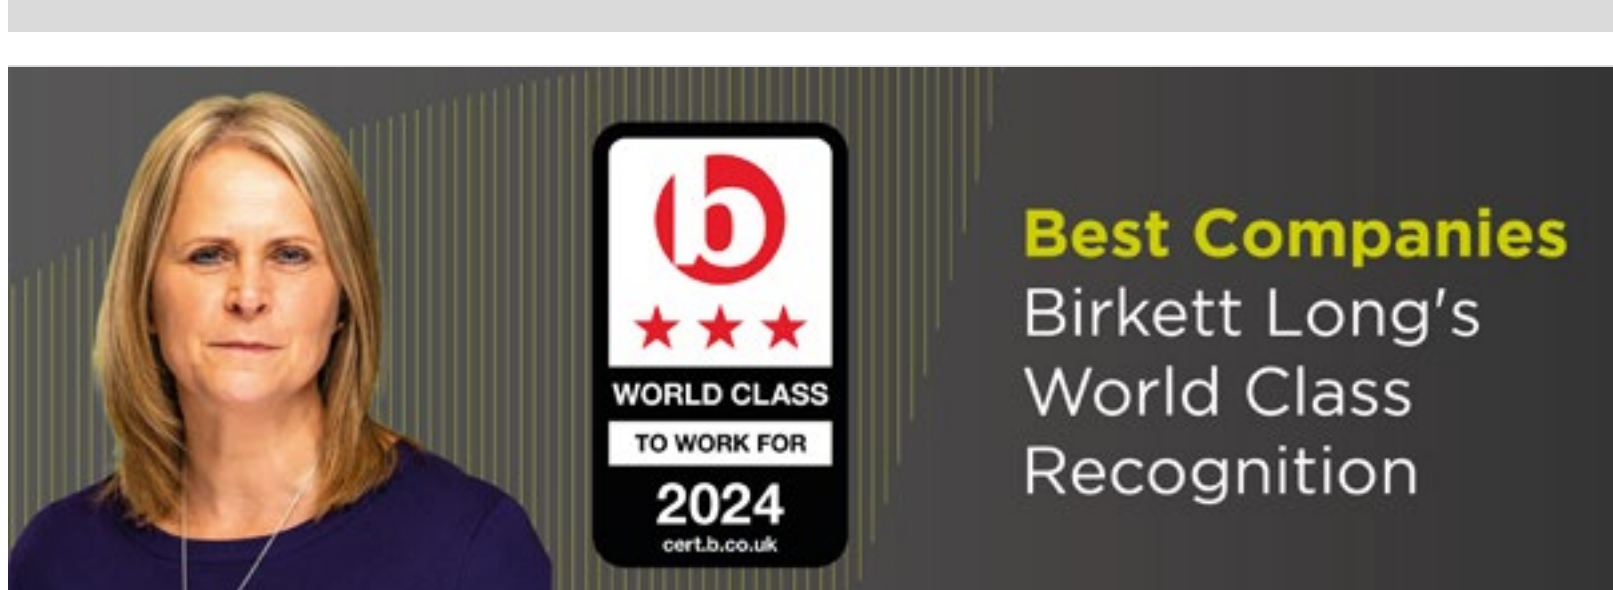 b
WORLD CLASS
TO WORK FOR
2024
cert.b.co.uk
Best Companies
Birkett Long's
World Class
Recognition